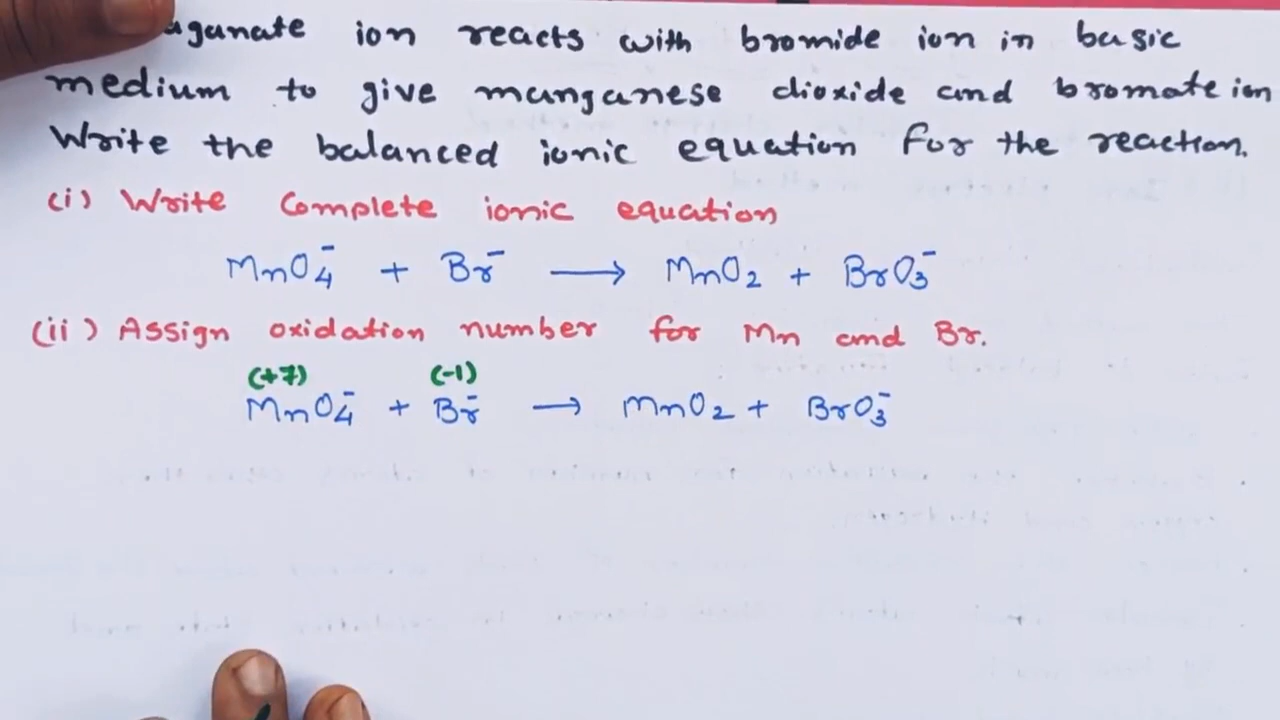 ion reacts with bromide ion in basic
medium to give manganese dioxide and bromate ion
Write the balanced ionic equation for the reaction.
(i) Write Complete ionic equation
MnO₄⁻ + Br⁻ ⟶ MnO₂ + BrO₃⁻
(ii) Assign oxidation number for Mn and Br.
(+7) (-1)
MnO₄⁻ + Br⁻ ⟶ MnO₂ + BrO₃⁻